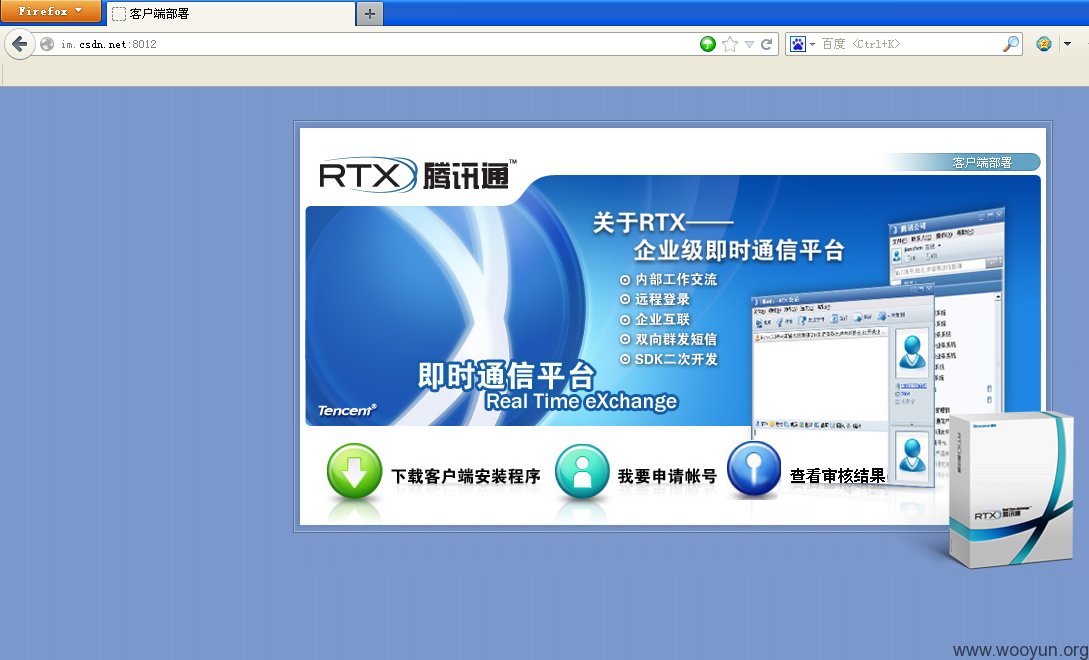 Firefox
客户端部署
im.csdn.net:8012
百度 <Ctrl+K>
RTX 腾讯通™
客户端部署
关于RTX——
企业级即时通信平台
内部工作交流
远程登录
企业互联
双向群发短信
SDK二次开发
即时通信平台
Real Time eXchange
Tencent®
腾讯公司
下载客户端安装程序
我要申请帐号
查看审核结果
Tencent
RTX 腾讯通
www.wooyun.org